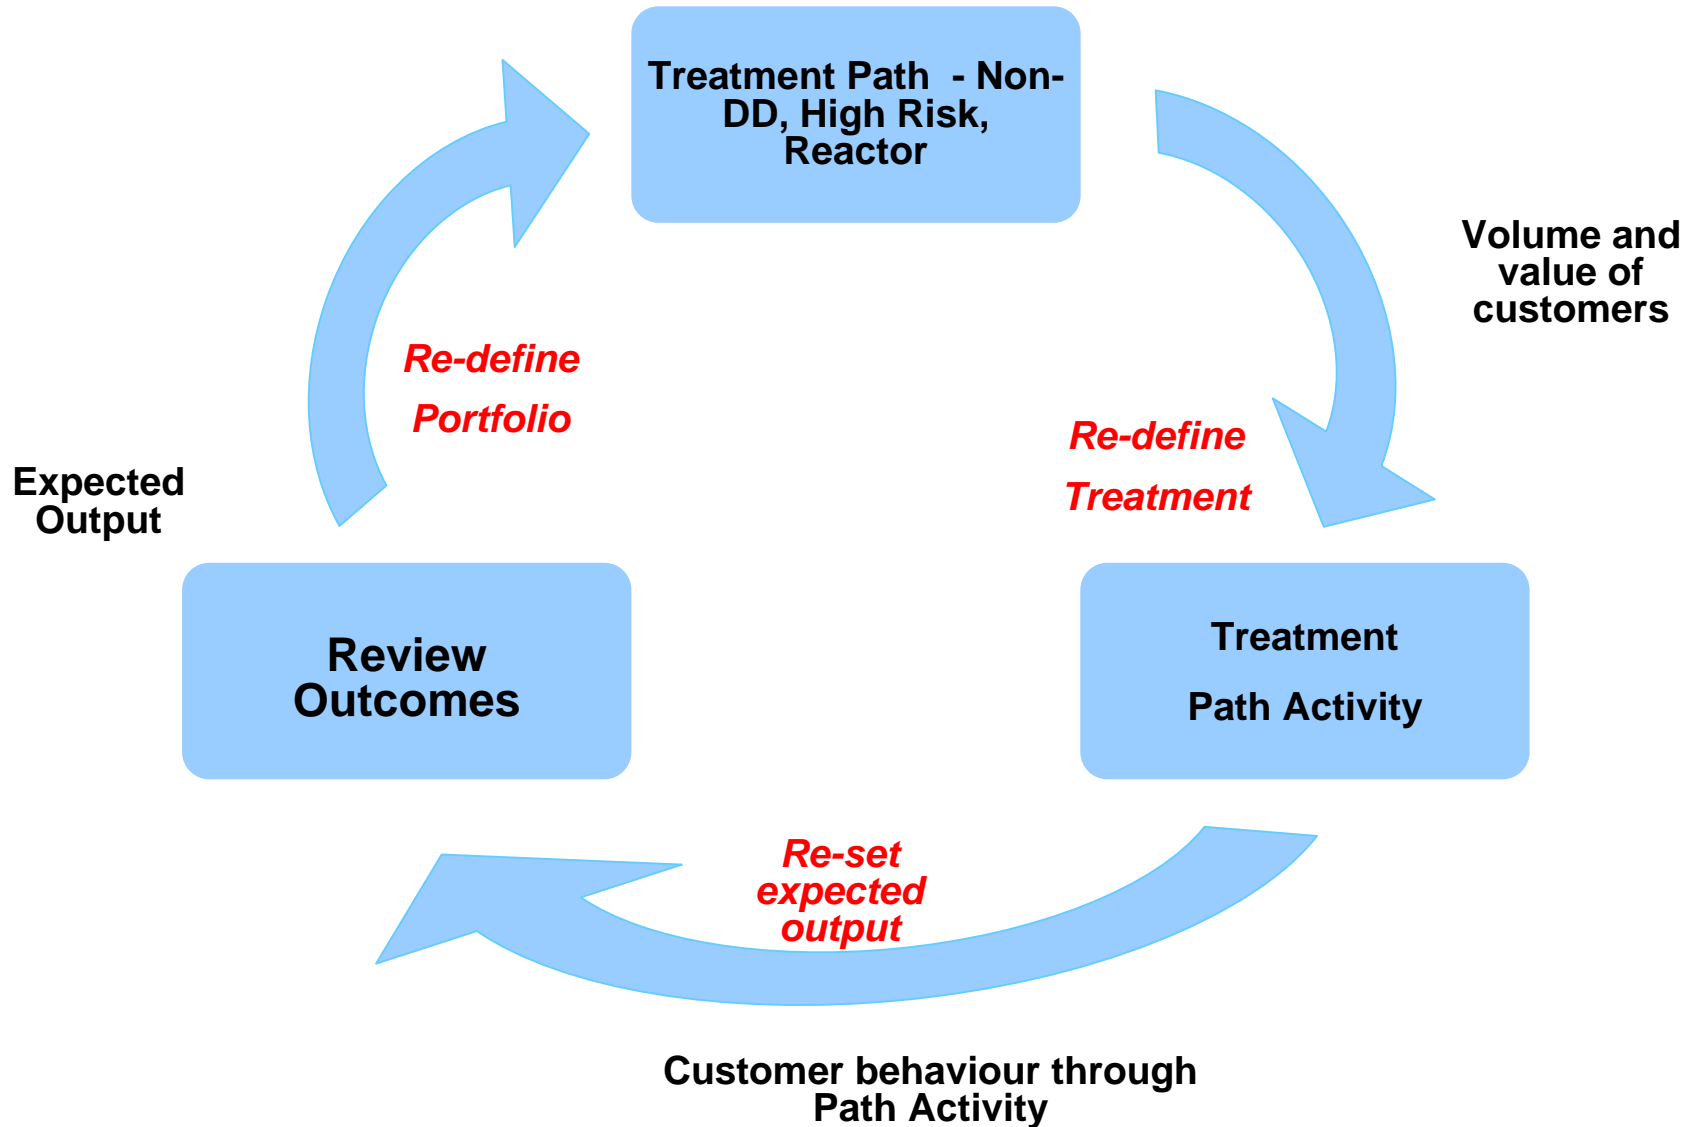 Treatment Path  - Non-
DD, High Risk,
Reactor
Volume and
value of
customers
Re-define
Portfolio
Re-define
Treatment
Expected
Output
Review
Outcomes
Treatment
Path Activity
Re-set
expected
output
Customer behaviour through
Path Activity